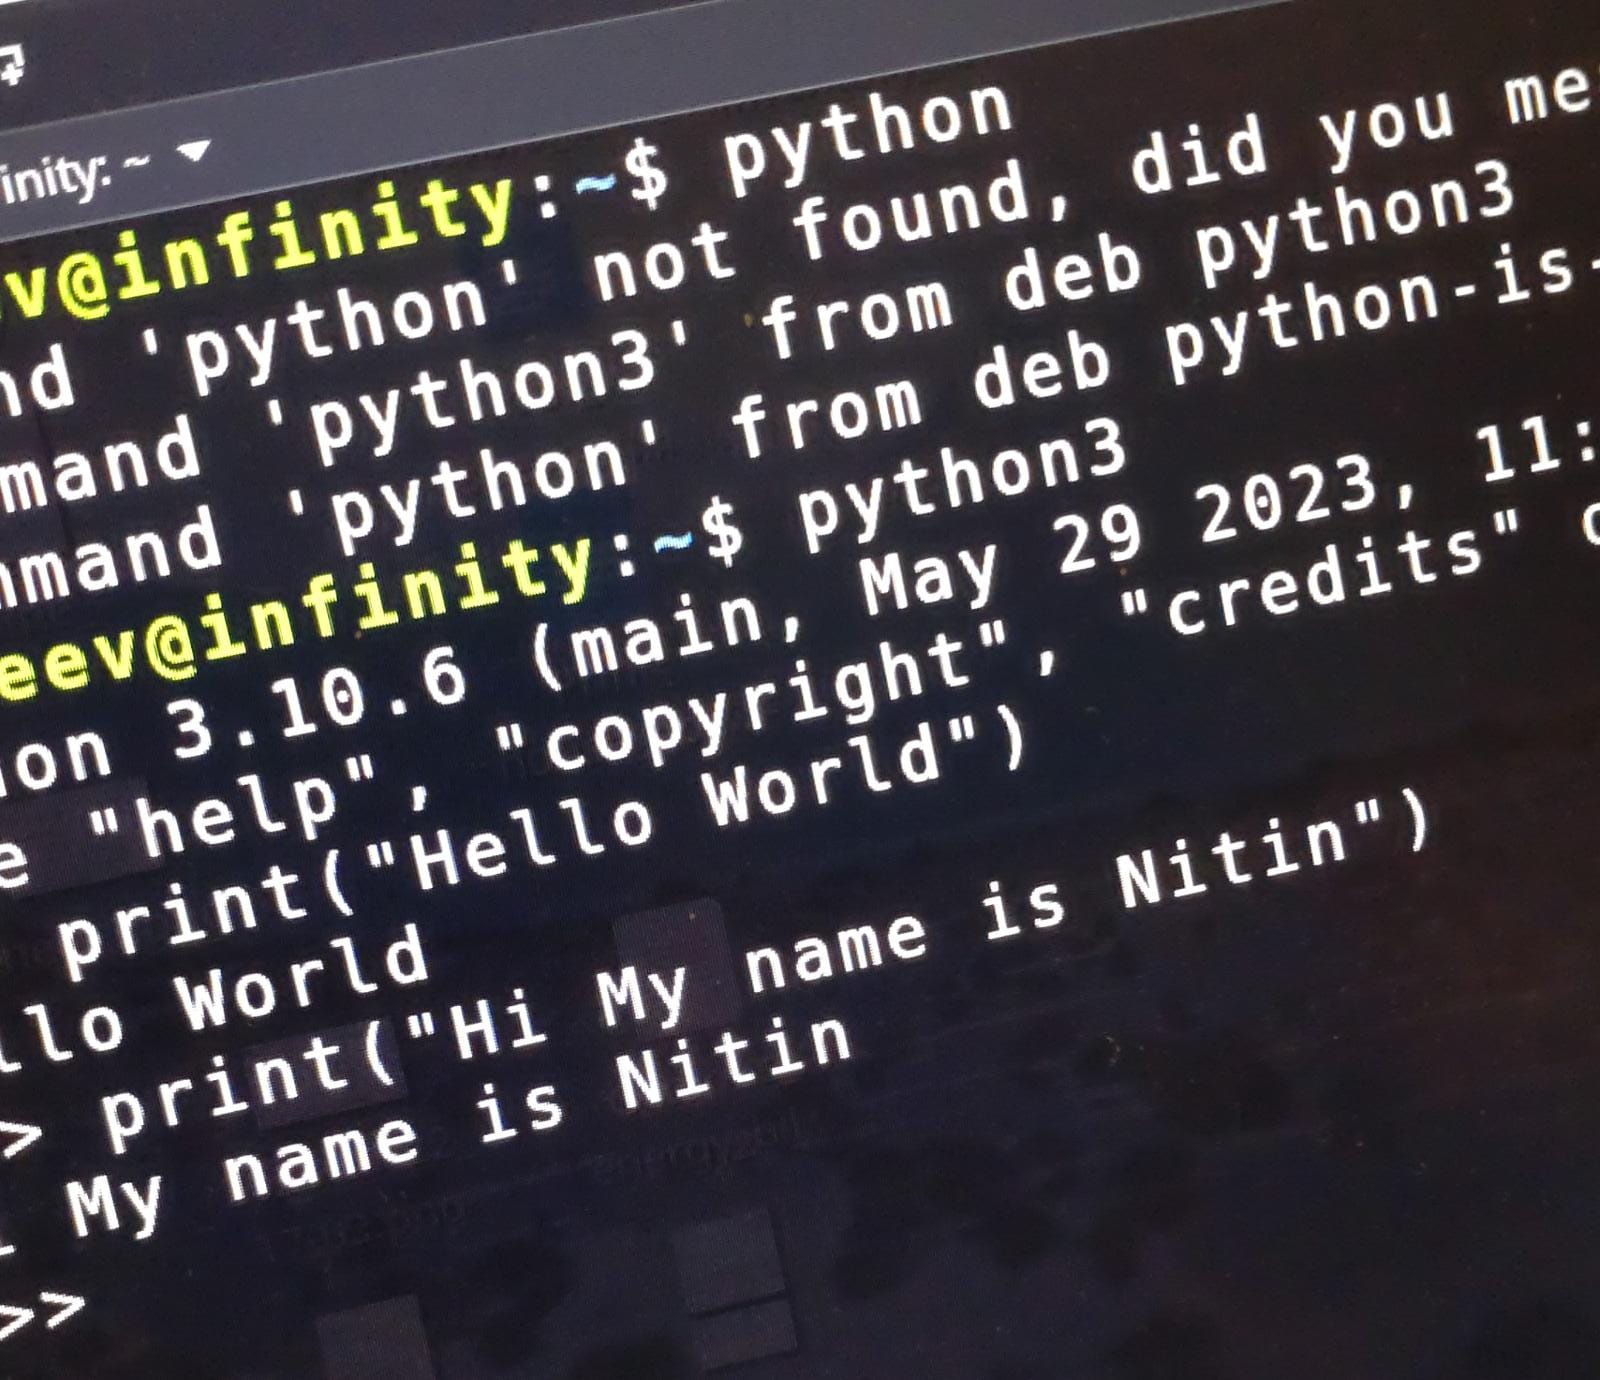 inity: ~
v@infinity:~$ python
nd 'python' not found, did you me
mand 'python3' from deb python3
mmand 'python' from deb python-is-
eev@infinity:~$ python3
on 3.10.6 (main, May 29 2023, 11:
e "help", "copyright", "credits"
print("Hello World")
llo World
> print("Hi My name is Nitin")
My name is Nitin
>>